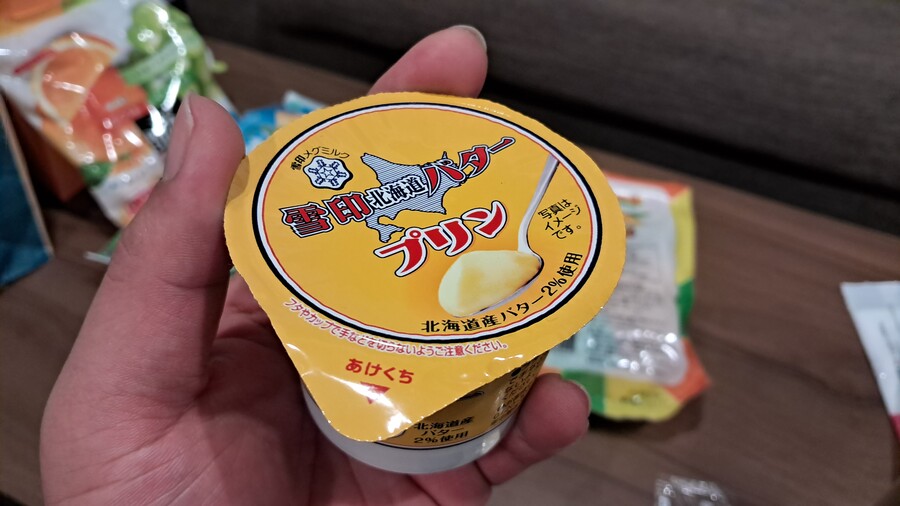 雪印メグミルク
雪印北海道バター
プリン
写真は
イメージ
です。
北海道産バター2%使用
フタやカップで手などを切らないようご注意ください。
あけくち
北海道産
バター
2%使用